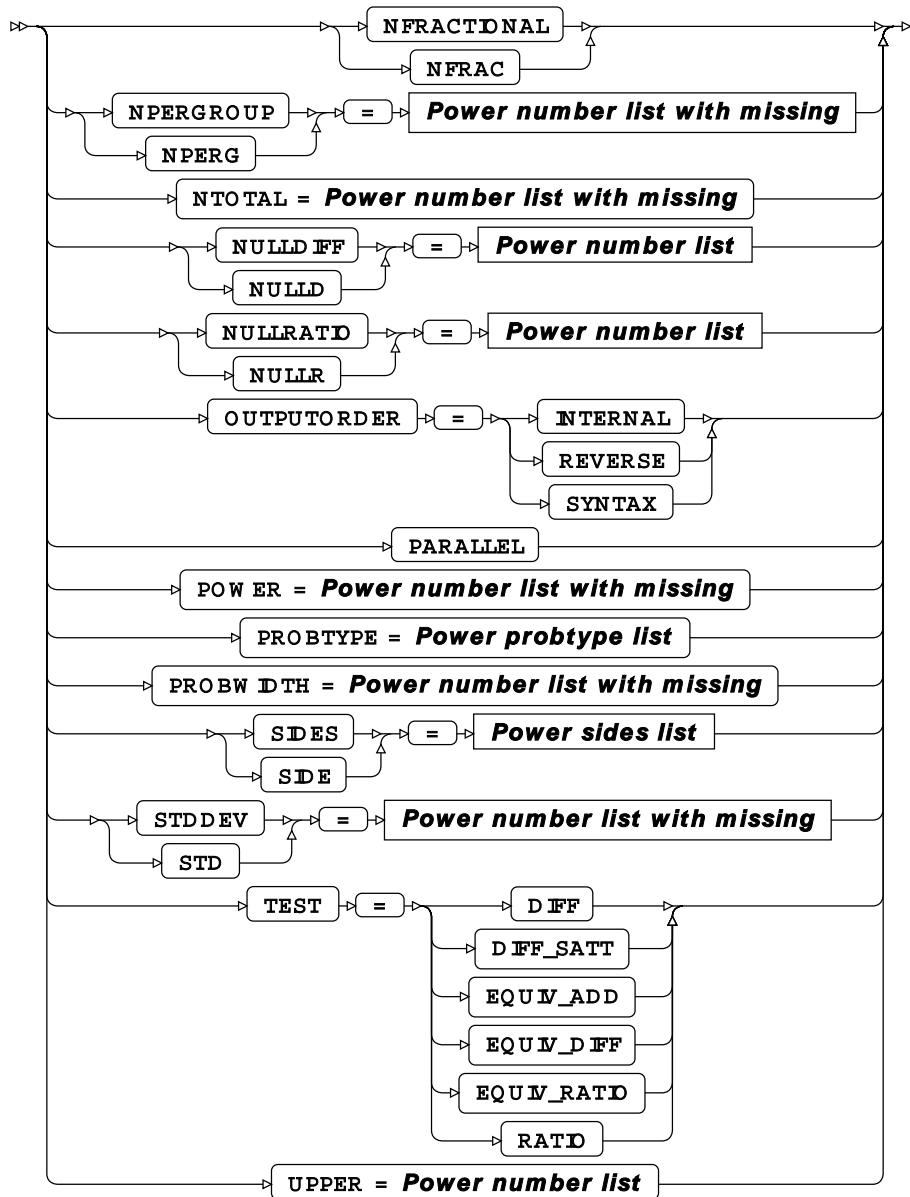 NFRACTIONAL
NFRAC
NPERGROUP = Power number list with missing
NPERG
NTOTAL = Power number list with missing
NULLDIFF = Power number list
NULLD
NULLRATIO = Power number list
NULLR
OUTPUTORDER = INTERNAL
REVERSE
SYNTAX
PARALLEL
POWER = Power number list with missing
PROBTYPE = Power probtype list
PROBWIDTH = Power number list with missing
SIDES = Power sides list
SIDE
STDDEV = Power number list with missing
STD
TEST = DIFF
DIFF_SATT
EQUIV_ADD
EQUIV_DIFF
EQUIV_RATIO
RATIO
UPPER = Power number list